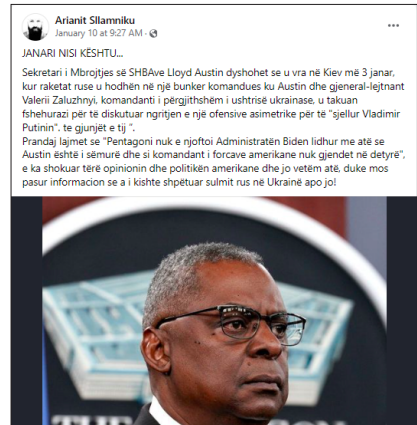 Arianit Sllamniku
January 10 at 9:27 AM ·
JANARI NISI KËSHTU...
Sekretari i Mbrojtjes së SHBAve Lloyd Austin dyshohet se u vra në Kiev më 3 janar,
kur raketat ruse u hodhën në një bunker komandues ku Austin dhe gjeneral-lejtnant
Valerii Zaluzhnyi, komandanti i përgjithshëm i ushtrisë ukrainase, u takuan
fshehurazi për të diskutuar ngritjen e një ofensive asimetrike për të "sjellur Vladimir
Putinin", te gjunjët e tij ".
Prandaj lajmet se "Pentagoni nuk e njoftoi Administratën Biden lidhur me atë se
Austin është i sëmurë dhe si komandant i forcave amerikane nuk gjendet në detyrë",
e ka shokuar tërë opinionin dhe politikën amerikane dhe jo vetëm atë, duke mos
pasur informacion se a i kishte shpëtuar sulmit rus në Ukrainë apo jo!